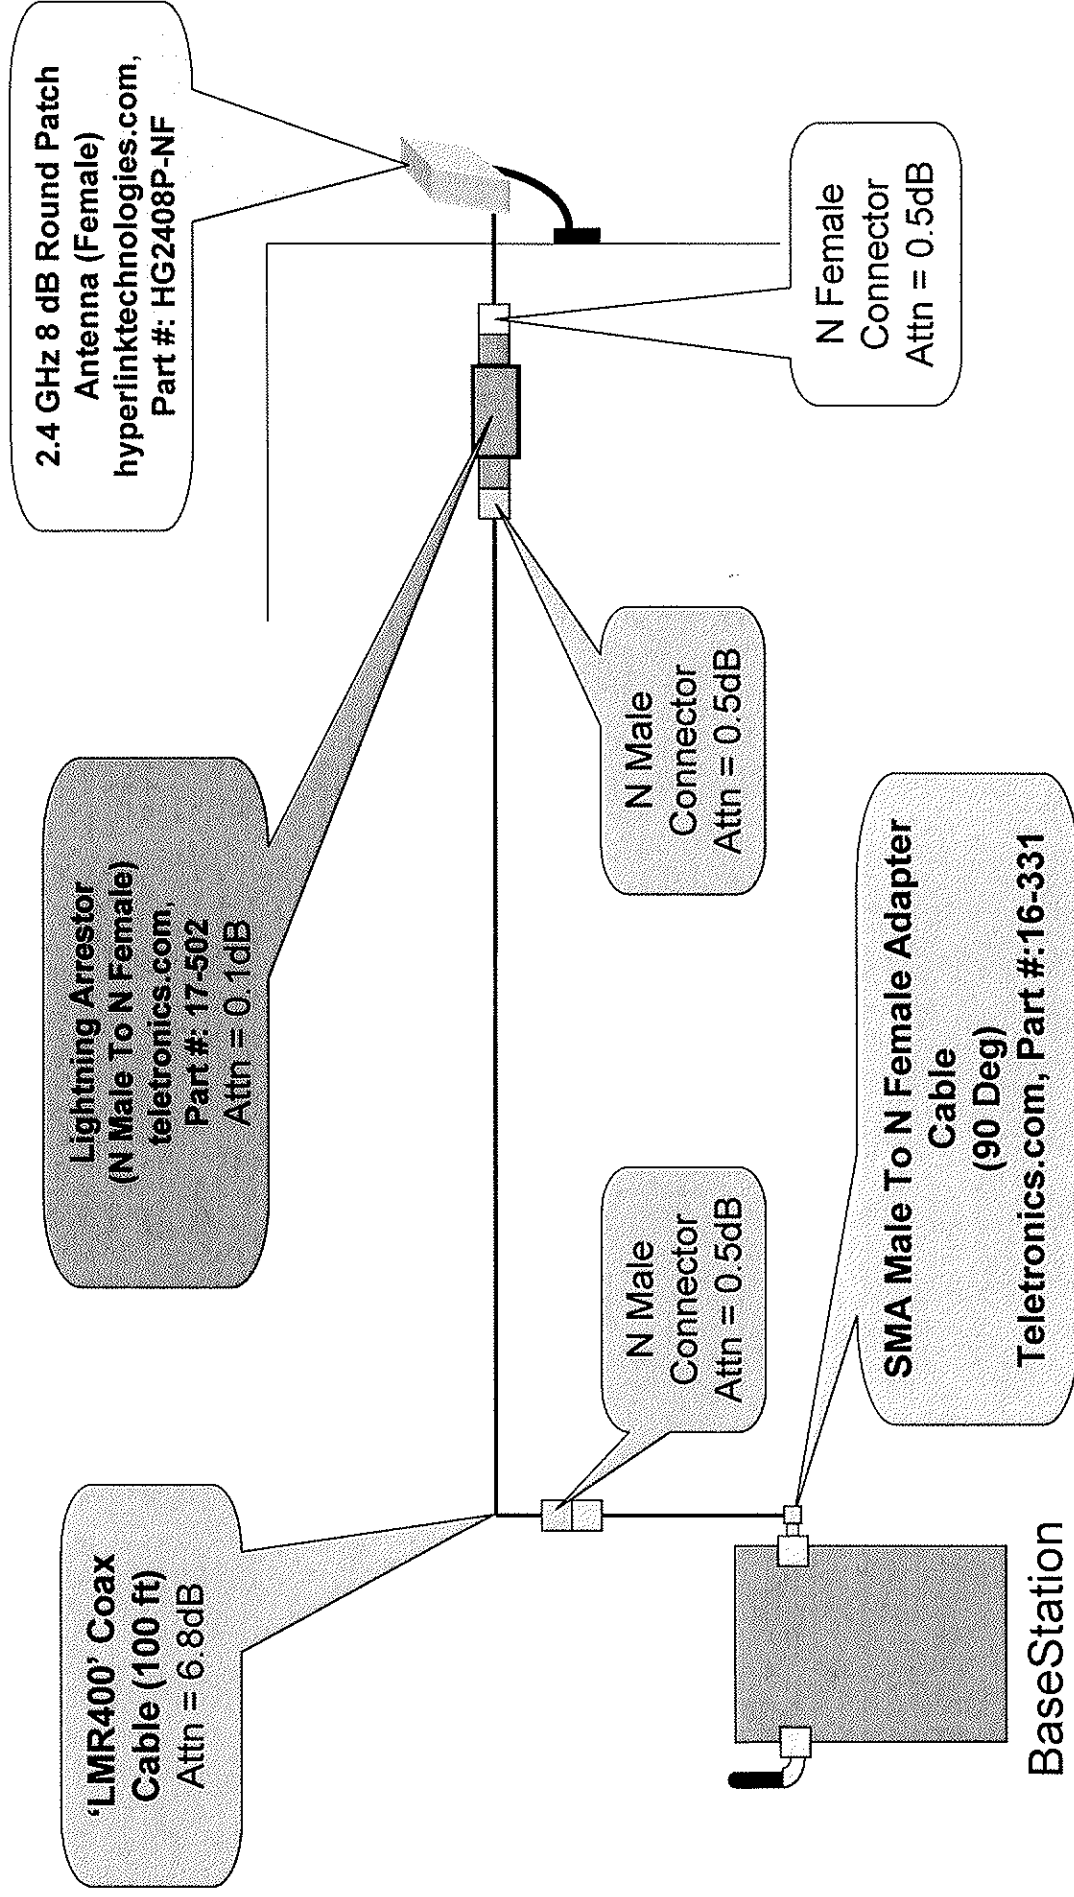 'LMR400' Coax
Cable (100 ft)
Attn = 6.8dB
Lightning Arrestor
(N Male To N Female)
teletronics.com,
Part #: 17-502
Attn = 0.1dB
2.4 GHz 8 dB Round Patch
Antenna (Female)
hyperlinktechnologies.com,
Part #: HG2408P-NF
N Male
Connector
Attn = 0.5dB
N Male
Connector
Attn = 0.5dB
N Female
Connector
Attn = 0.5dB
SMA Male To N Female Adapter
Cable
(90 Deg)
Teletronics.com, Part #:16-331
BaseStation